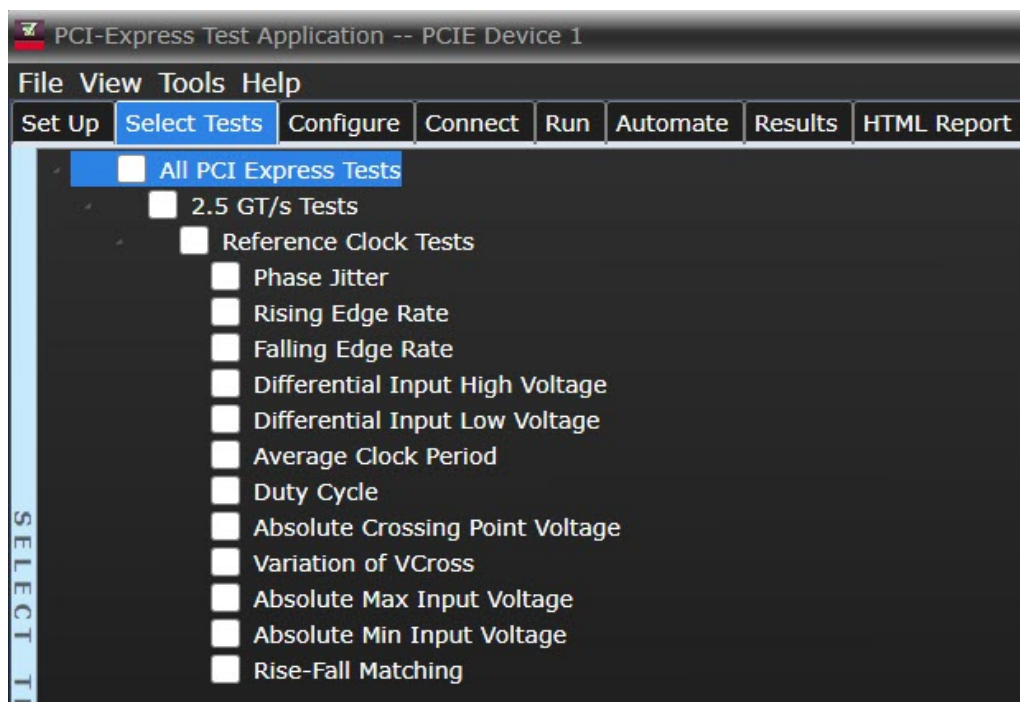 PCI-Express Test Application -- PCIE Device 1
File View Tools Help
Set Up Select Tests Configure Connect Run Automate Results HTML Report
All PCI Express Tests
2.5 GT/s Tests
Reference Clock Tests
Phase Jitter
Rising Edge Rate
Falling Edge Rate
Differential Input High Voltage
Differential Input Low Voltage
Average Clock Period
Duty Cycle
Absolute Crossing Point Voltage
Variation of VCross
Absolute Max Input Voltage
Absolute Min Input Voltage
Rise-Fall Matching
SELECT T